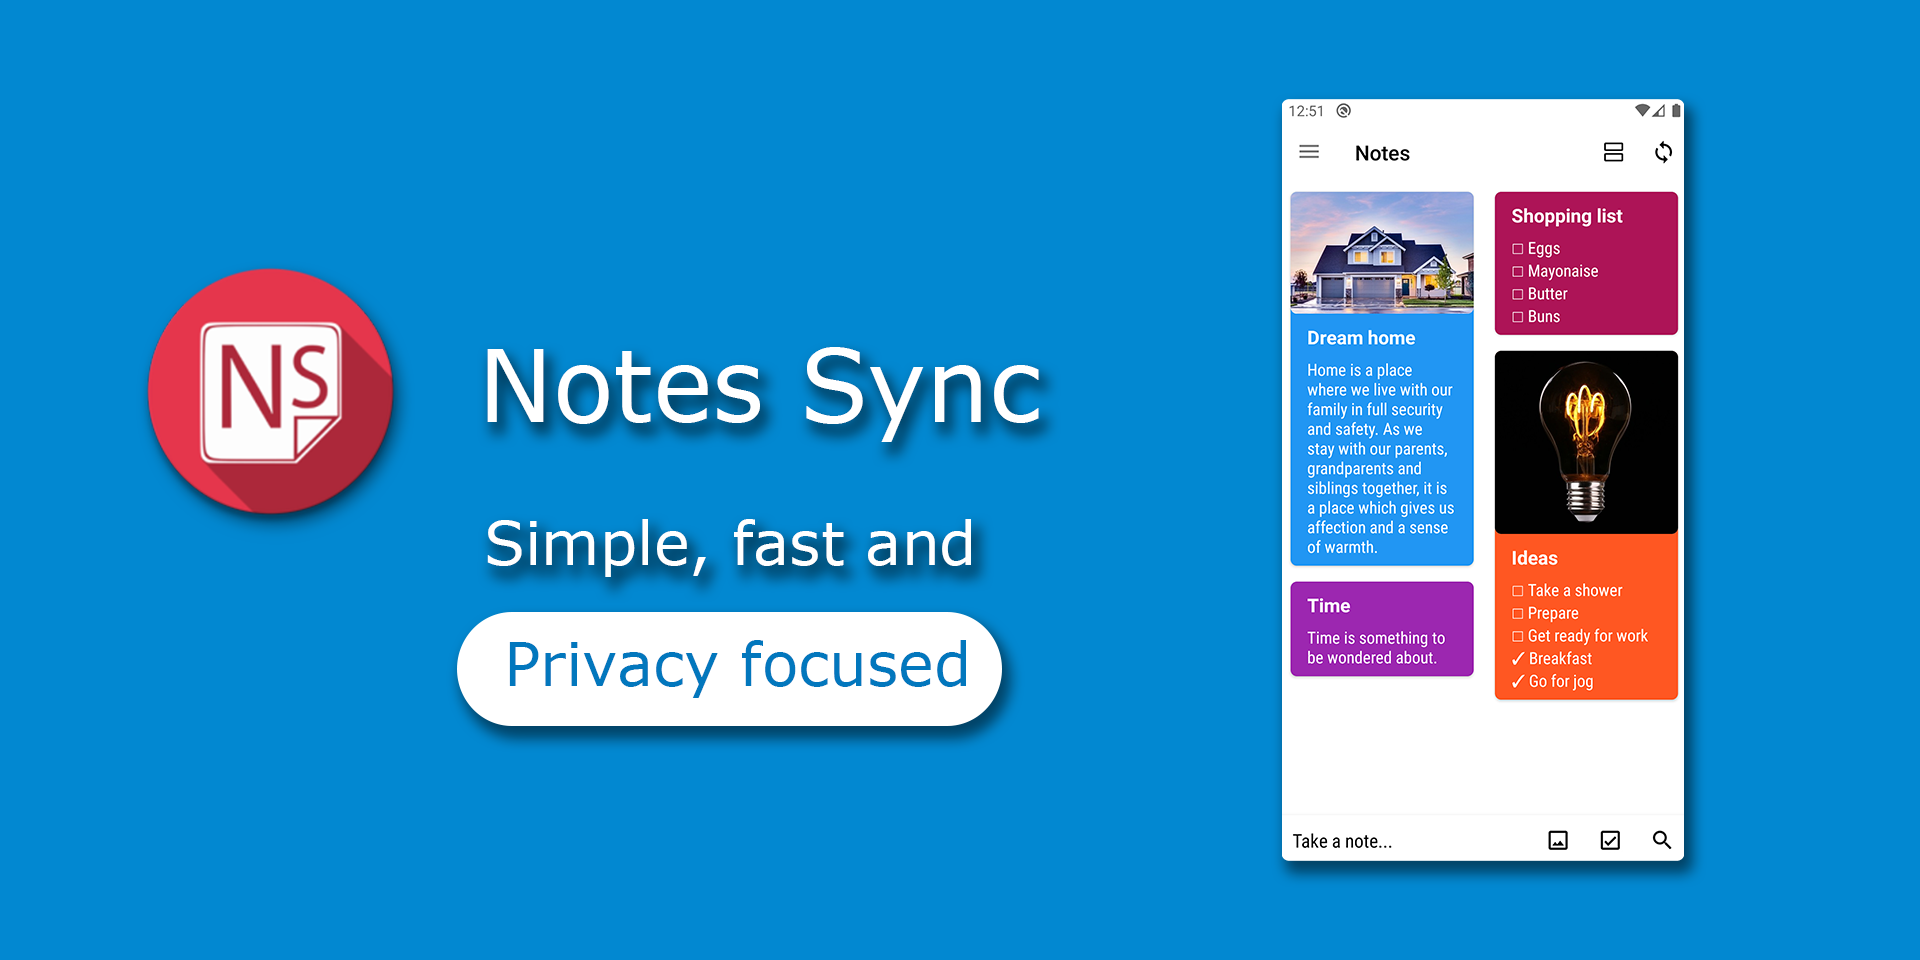 NS
Notes Sync
Simple, fast and
Privacy focused
12:51
Notes
Dream home
Home is a place
where we live with our
family in full security
and safety. As we
stay with our parents,
grandparents and
siblings together, it is
a place which gives us
affection and a sense
of warmth.
Time
Time is something to
be wondered about.
Shopping list
☐ Eggs
☐ Mayonaise
☐ Butter
☐ Buns
Ideas
☐ Take a shower
☐ Prepare
☐ Get ready for work
✓ Breakfast
✓ Go for jog
Take a note...